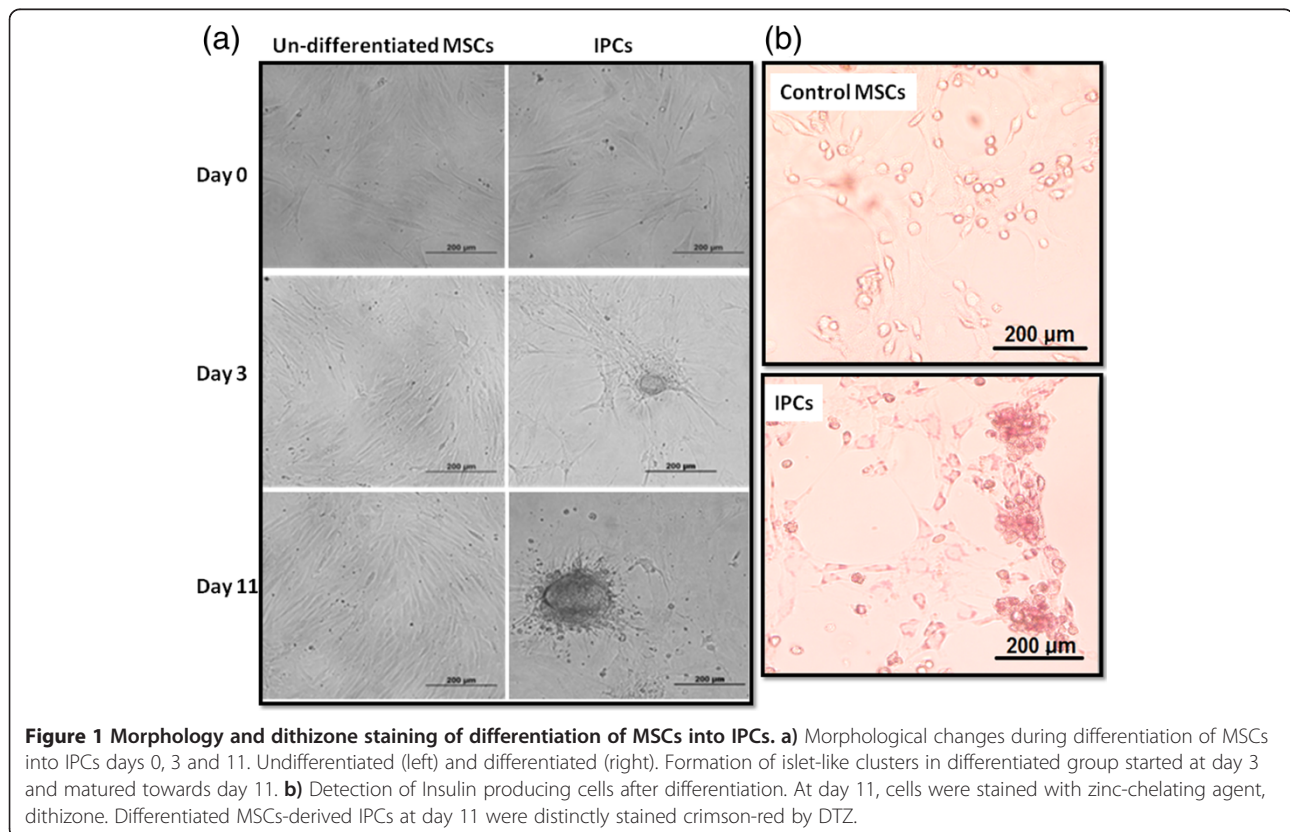 (a)
Un-differentiated MSCs
IPCs
Day 0
200 µm
200 µm
Day 3
200 µm
200 µm
Day 11
200 µm
200 µm
(b)
Control MSCs
200 µm
IPCs
200 µm
Figure 1 Morphology and dithizone staining of differentiation of MSCs into IPCs. a) Morphological changes during differentiation of MSCs
into IPCs days 0, 3 and 11. Undifferentiated (left) and differentiated (right). Formation of islet-like clusters in differentiated group started at day 3
and matured towards day 11. b) Detection of Insulin producing cells after differentiation. At day 11, cells were stained with zinc-chelating agent,
dithizone. Differentiated MSCs-derived IPCs at day 11 were distinctly stained crimson-red by DTZ.